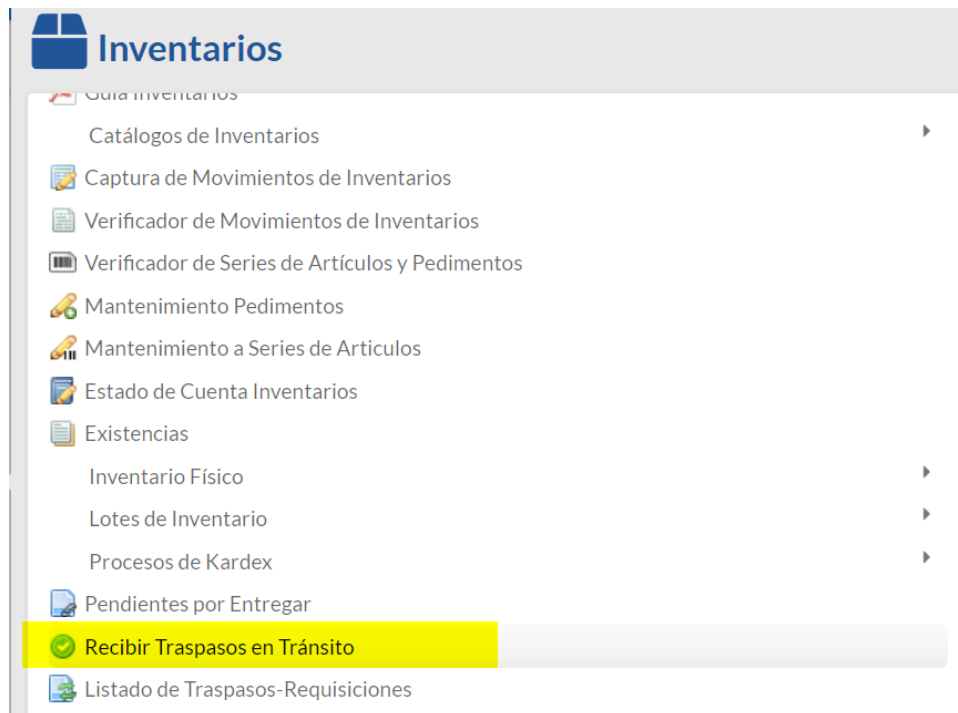 Inventarios
Guía Inventarios
Catálogos de Inventarios
Captura de Movimientos de Inventarios
Verificador de Movimientos de Inventarios
Verificador de Series de Artículos y Pedimentos
Mantenimiento Pedimentos
Mantenimiento a Series de Articulos
Estado de Cuenta Inventarios
Existencias
Inventario Físico
Lotes de Inventario
Procesos de Kardex
Pendientes por Entregar
Recibir Traspasos en Tránsito
Listado de Traspasos-Requisiciones